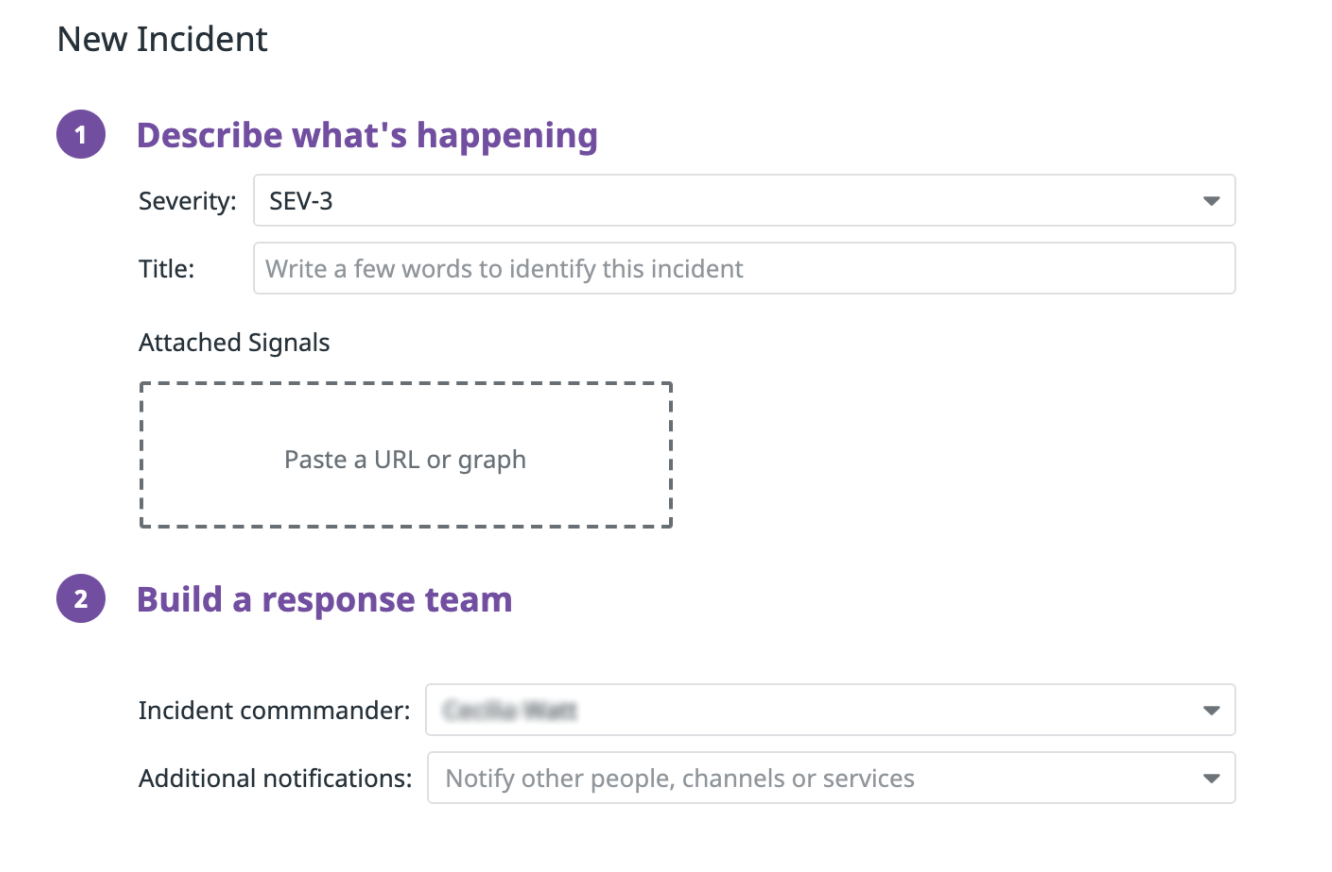 New Incident
1 Describe what's happening
Severity: SEV-3
Title: Write a few words to identify this incident
Attached Signals
Paste a URL or graph
2 Build a response team
Incident commmander:
Additional notifications: Notify other people, channels or services